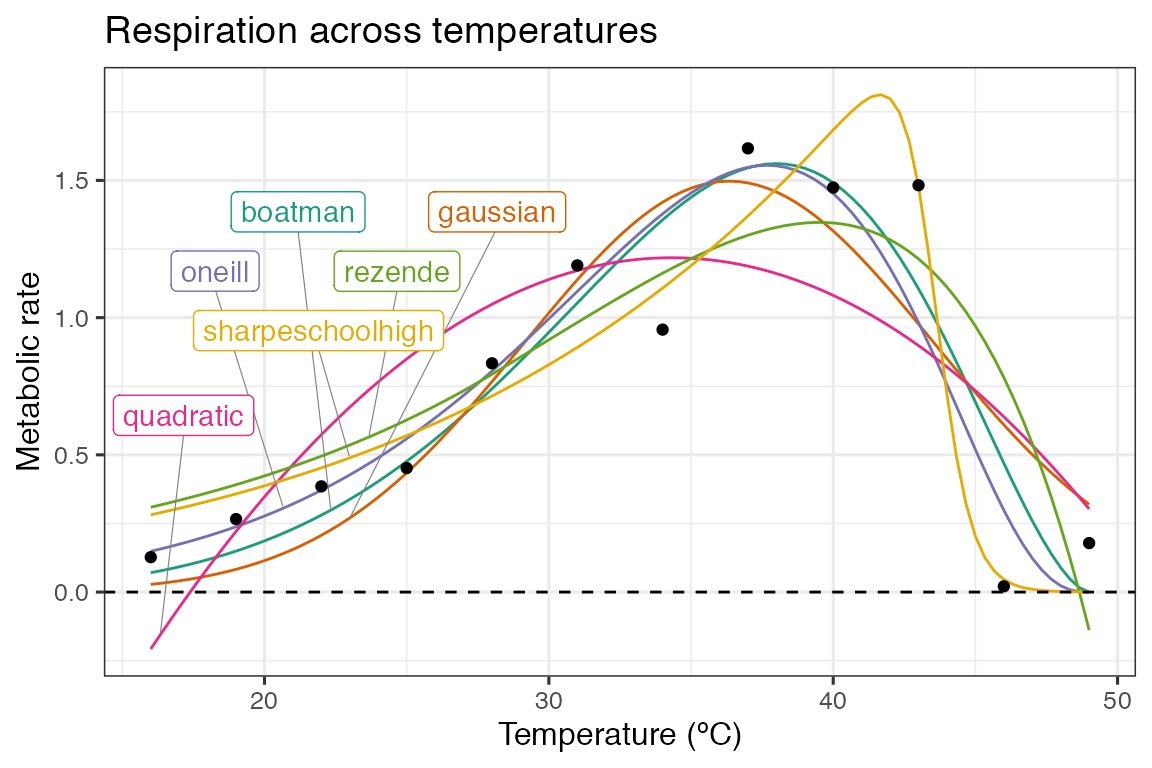 Respiration across temperatures
Metabolic rate
1.5
1.0
0.5
0.0
boatman
gaussian
oneill
rezende
sharpeschoolhigh
quadratic
20
30
40
50
Temperature (ºC)